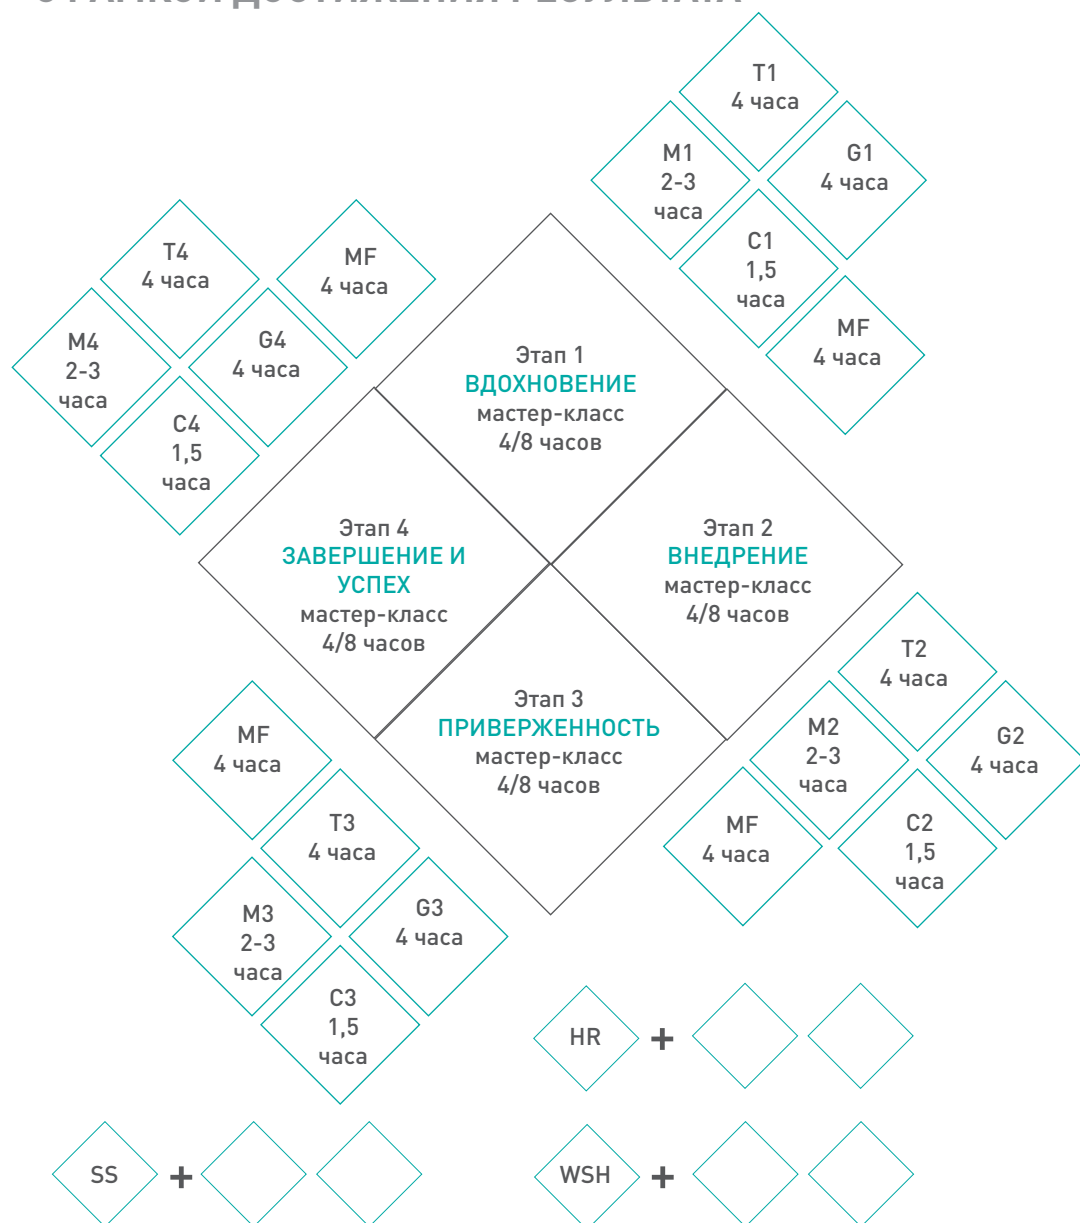 T1
4 часа
M1
2-3
часа
G1
4 часа
C1
1,5
часа
MF
4 часа
T4
4 часа
MF
4 часа
M4
2-3
часа
G4
4 часа
C4
1,5
часа
Этап 1
ВДОХНОВЕНИЕ
мастер-класс
4/8 часов
Этап 4
ЗАВЕРШЕНИЕ И
УСПЕХ
мастер-класс
4/8 часов
Этап 2
ВНЕДРЕНИЕ
мастер-класс
4/8 часов
Этап 3
ПРИВЕРЖЕННОСТЬ
мастер-класс
4/8 часов
T2
4 часа
M2
2-3
часа
G2
4 часа
MF
4 часа
C2
1,5
часа
MF
4 часа
T3
4 часа
M3
2-3
часа
G3
4 часа
C3
1,5
часа
HR +
SS +
WSH +